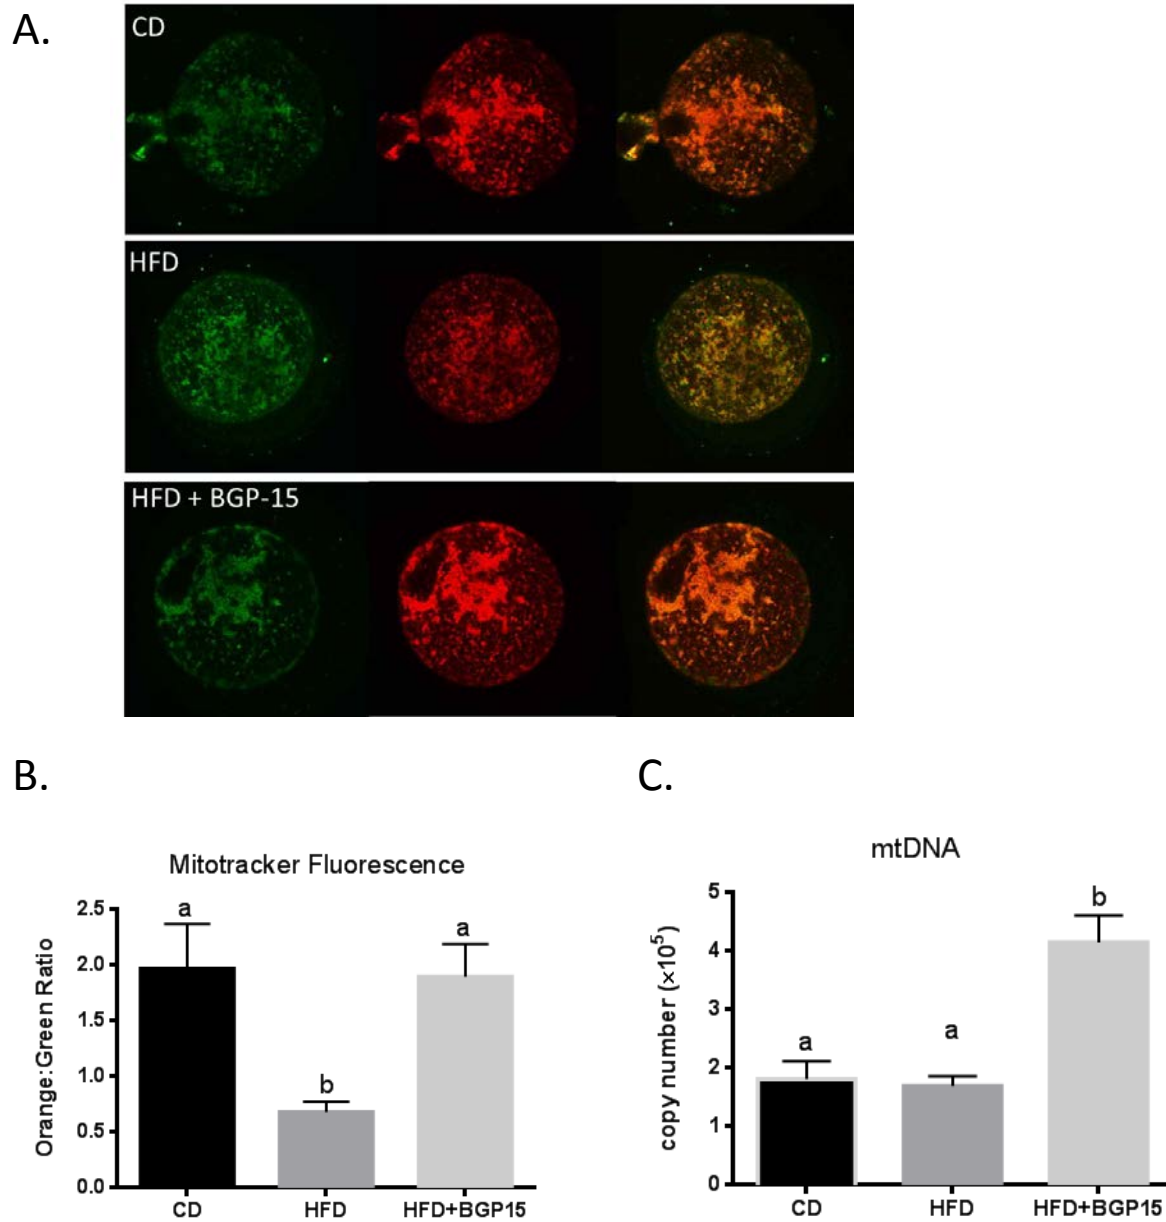 A.
CD
HFD
HFD + BGP-15
B.
Mitotracker Fluorescence
Orange:Green Ratio
2.5
2.0
1.5
1.0
0.5
0.0
a
b
a
CD
HFD
HFD+BGP15
C.
mtDNA
copy number (×10⁵)
5
4
3
2
1
0
a
a
b
CD
HFD
HFD+BGP15